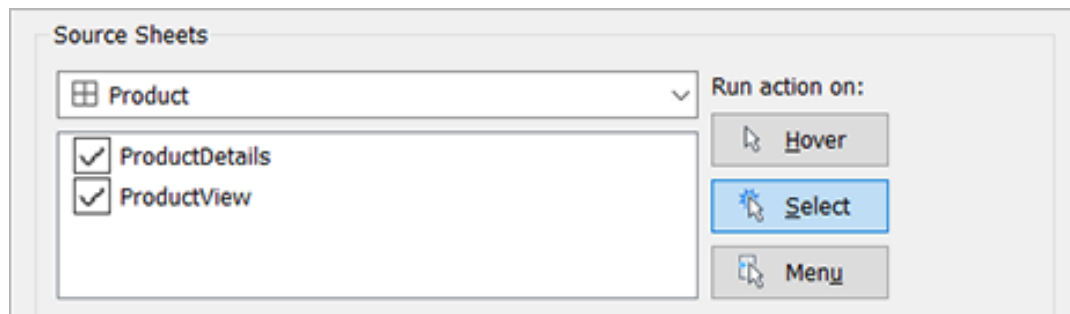 Source Sheets
Product
Run action on:
ProductDetails
ProductView
Hover
Select
Menu